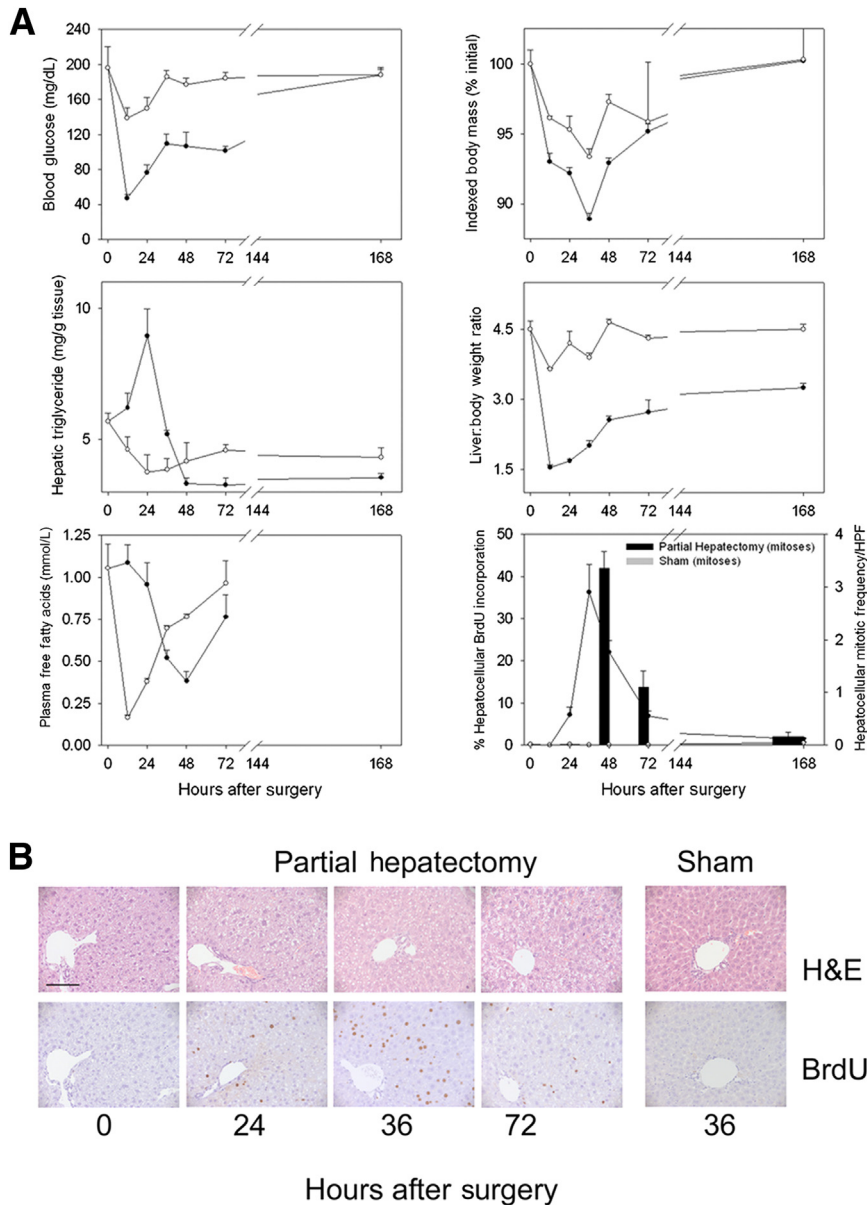 A
Blood glucose (mg/dL)
240
200
160
120
80
40
0
0 24 48 72 144 168
Indexed body mass (% initial)
100
95
90
0 24 48 72 144 168
Hepatic triglyceride (mg/g tissue)
10
5
0 24 48 72 144 168
Liver:body weight ratio
4.5
3.0
1.5
0 24 48 72 144 168
Plasma free fatty acids (mmol/L)
1.25
1.00
0.75
0.50
0.25
0.00
0 24 48 72 144 168
Hours after surgery
% Hepatocellular BrdU incorporation
50
40
30
20
10
0
Partial Hepatectomy (mitoses)
Sham (mitoses)
4
3
2
1
0
Hepatocellular mitotic frequency/HPF
0 24 48 72 144 168
Hours after surgery
B
Partial hepatectomy Sham
H&E
BrdU
0 24 36 72 36
Hours after surgery